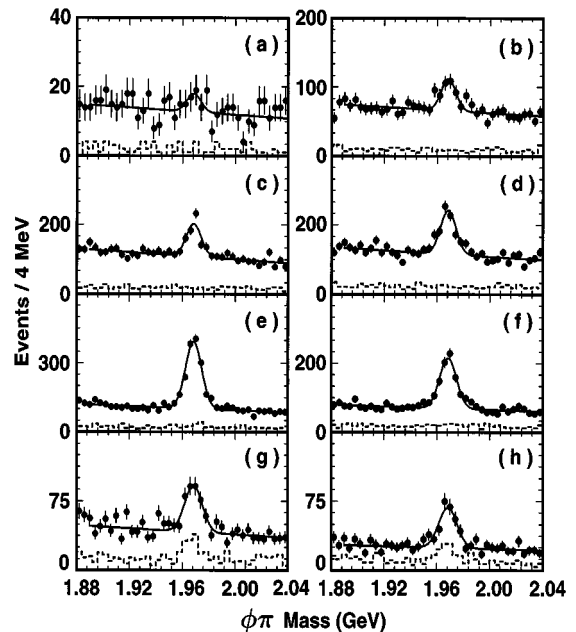 40 (a) 200 (b)
20 100
0 0
(c) (d)
200 200
0 0
(e) (f)
300 200
0 0
(g) (h)
75 75
0 0
1.88 1.92 1.96 2.00 2.04 1.88 1.92 1.96 2.00 2.04
ϕπ Mass (GeV)
Events / 4 MeV